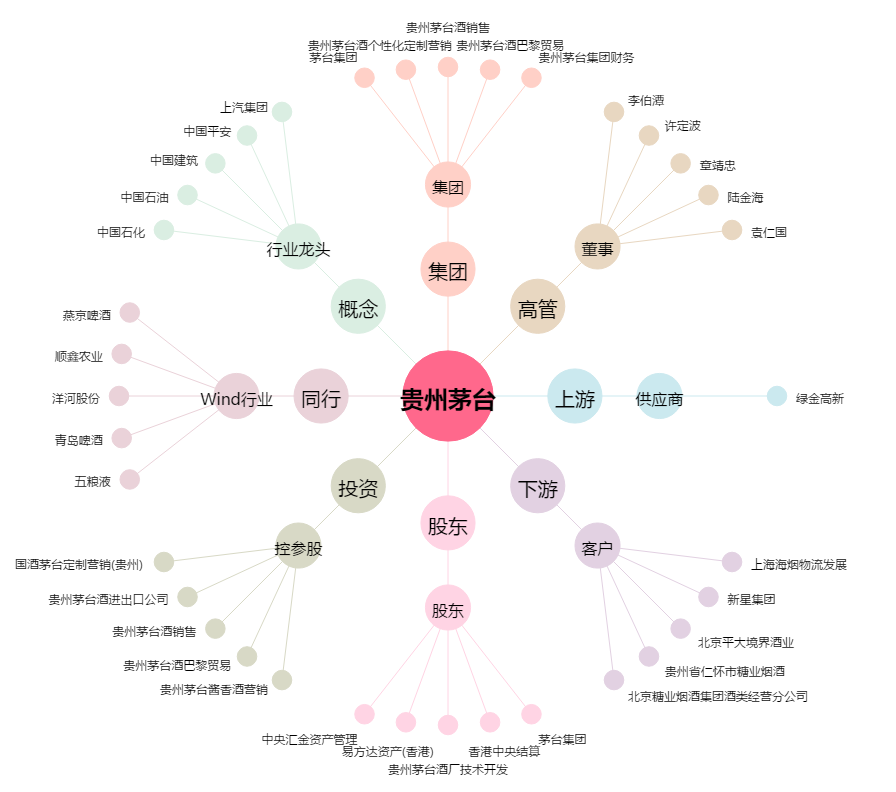 贵州茅台酒销售
贵州茅台酒个性化定制营销
贵州茅台酒巴黎贸易
茅台集团
贵州茅台集团财务
集团
集团
李伯潭
许定波
章靖忠
陆金海
袁仁国
董事
高管
上汽集团
中国平安
中国建筑
中国石油
中国石化
行业龙头
概念
燕京啤酒
顺鑫农业
洋河股份
青岛啤酒
五粮液
Wind行业
同行
贵州茅台
上游
供应商
绿金高新
投资
控参股
国酒茅台定制营销(贵州)
贵州茅台酒进出口公司
贵州茅台酒销售
贵州茅台酒巴黎贸易
贵州茅台酱香酒营销
股东
股东
中央汇金资产管理
易方达资产(香港)
贵州茅台酒厂技术开发
香港中央结算
茅台集团
下游
客户
上海海烟物流发展
新星集团
北京平大境界酒业
贵州省仁怀市糖业烟酒
北京糖业烟酒集团酒类经营分公司